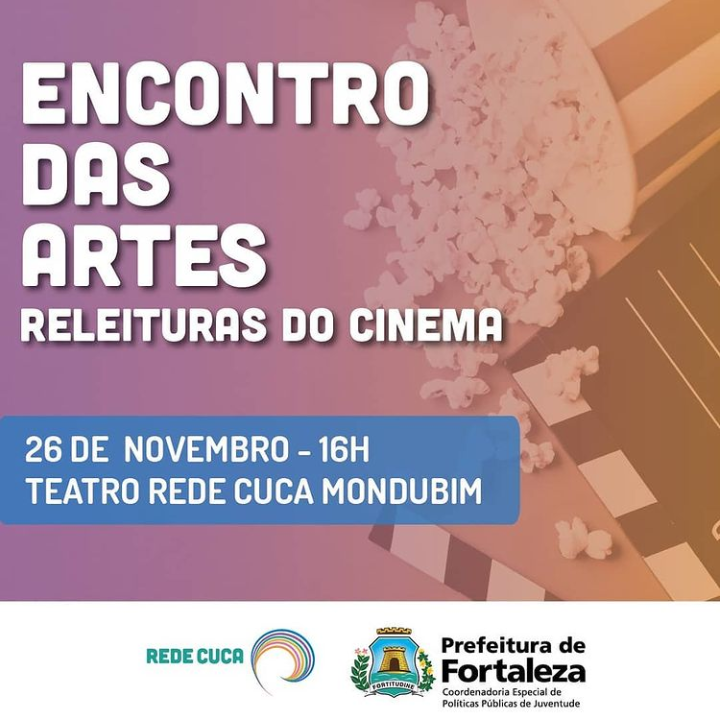 ENCONTRO
DAS
ARTES
RELEITURAS DO CINEMA
26 DE NOVEMBRO - 16H
TEATRO REDE CUCA MONDUBIM
REDE CUCA
FORTITUDINE
Prefeitura de
Fortaleza
Coordenadoria Especial de
Políticas Públicas de Juventude